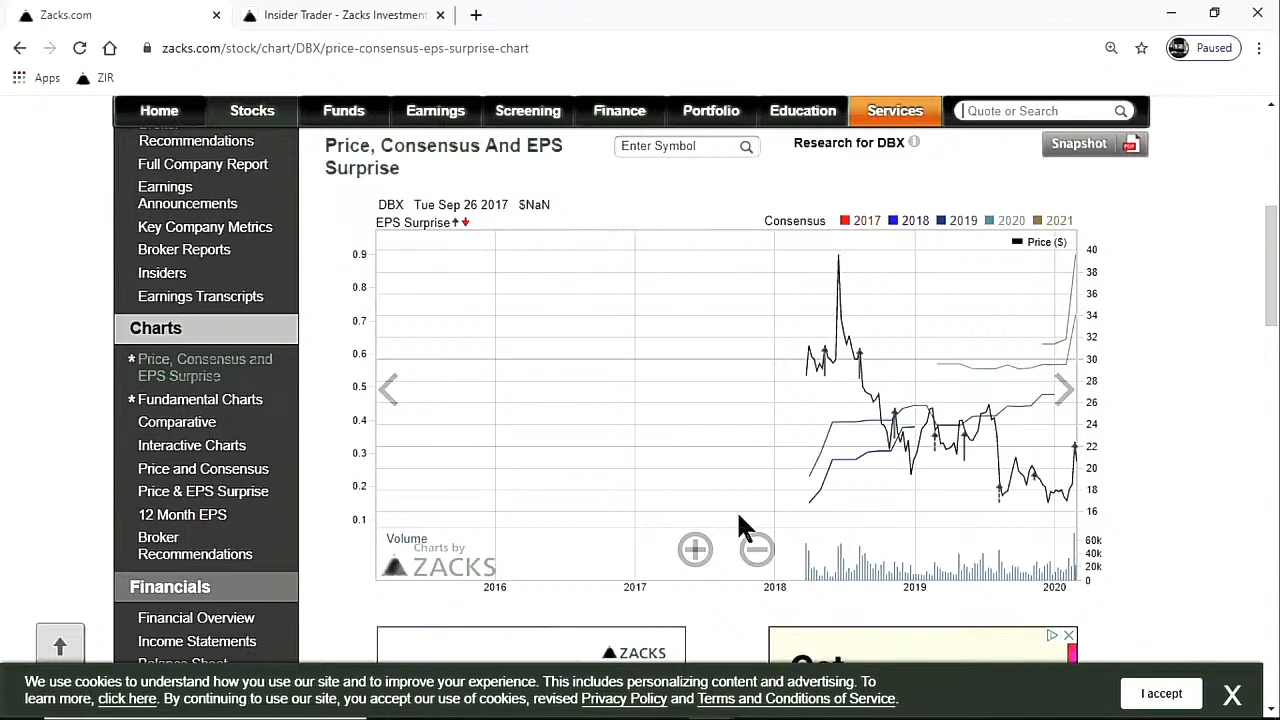 Zacks.com
Insider Trader - Zacks Investment
zacks.com/stock/chart/DBX/price-consensus-eps-surprise-chart
Paused
Apps
ZIR
Home
Stocks
Funds
Earnings
Screening
Finance
Portfolio
Education
Services
Quote or Search
Recommendations
Full Company Report
Earnings
Announcements
Key Company Metrics
Broker Reports
Insiders
Earnings Transcripts
Charts
* Price, Consensus and
EPS Surprise
* Fundamental Charts
Comparative
Interactive Charts
Price and Consensus
Price & EPS Surprise
12 Month EPS
Broker
Recommendations
Financials
Financial Overview
Income Statements
Price, Consensus And EPS
Surprise
Enter Symbol
Research for DBX
Snapshot
PDF
DBX Tue Sep 26 2017 $NaN
EPS Surprise
Consensus 2017 2018 2019 2020 2021
Price ($)
0.9
0.8
0.7
0.6
0.5
0.4
0.3
0.2
0.1
40
38
36
34
32
30
28
26
24
22
20
18
16
Volume
Charts by
ZACKS
60k
40k
20k
0
2016
2017
2018
2019
2020
ZACKS
We use cookies to understand how you use our site and to improve your experience. This includes personalizing content and advertising. To
learn more, click here. By continuing to use our site, you accept our use of cookies, revised Privacy Policy and Terms and Conditions of Service.
I accept
X